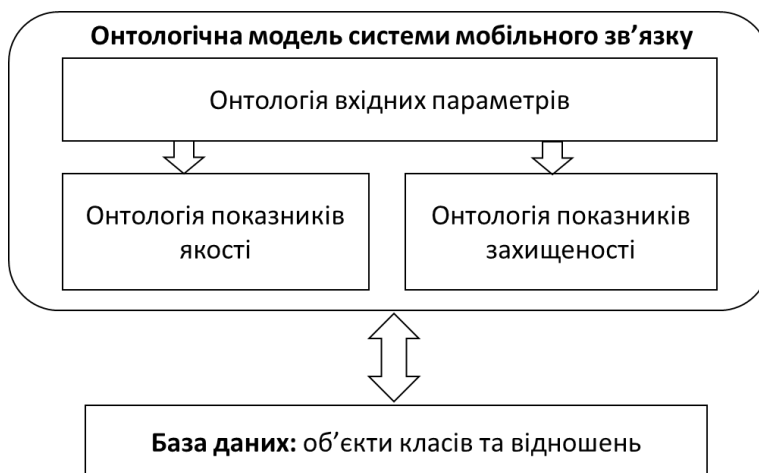 Онтологічна модель системи мобільного зв’язку
Онтологія вхідних параметрів
Онтологія показників
якості
Онтологія показників
захищеності
База даних: об’єкти класів та відношень